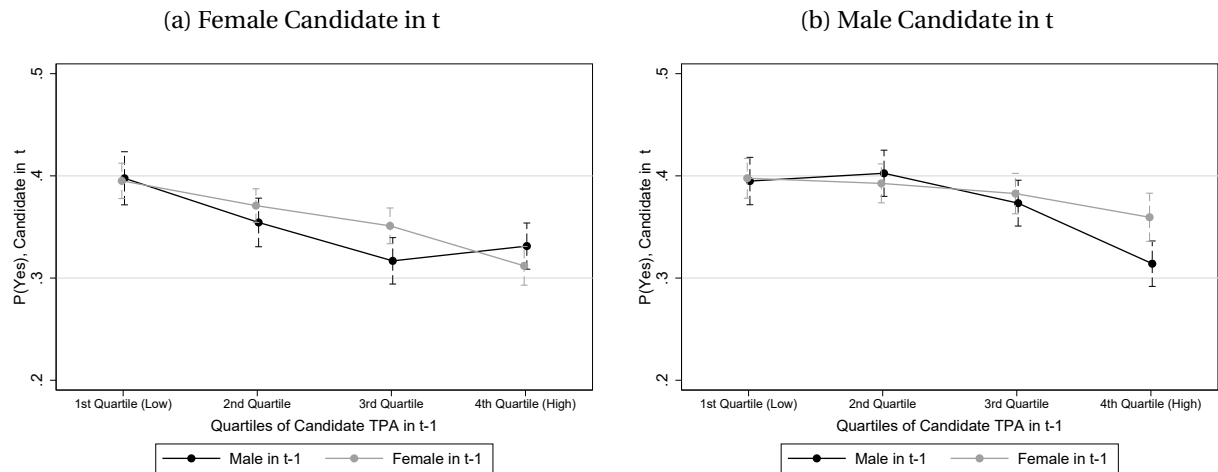 (a) Female Candidate in t
P(Yes), Candidate in t
.5
.4
.3
.2
1st Quartile (Low) 2nd Quartile 3rd Quartile 4th Quartile (High)
Quartiles of Candidate TPA in t-1
Male in t-1 Female in t-1
(b) Male Candidate in t
P(Yes), Candidate in t
.5
.4
.3
.2
1st Quartile (Low) 2nd Quartile 3rd Quartile 4th Quartile (High)
Quartiles of Candidate TPA in t-1
Male in t-1 Female in t-1